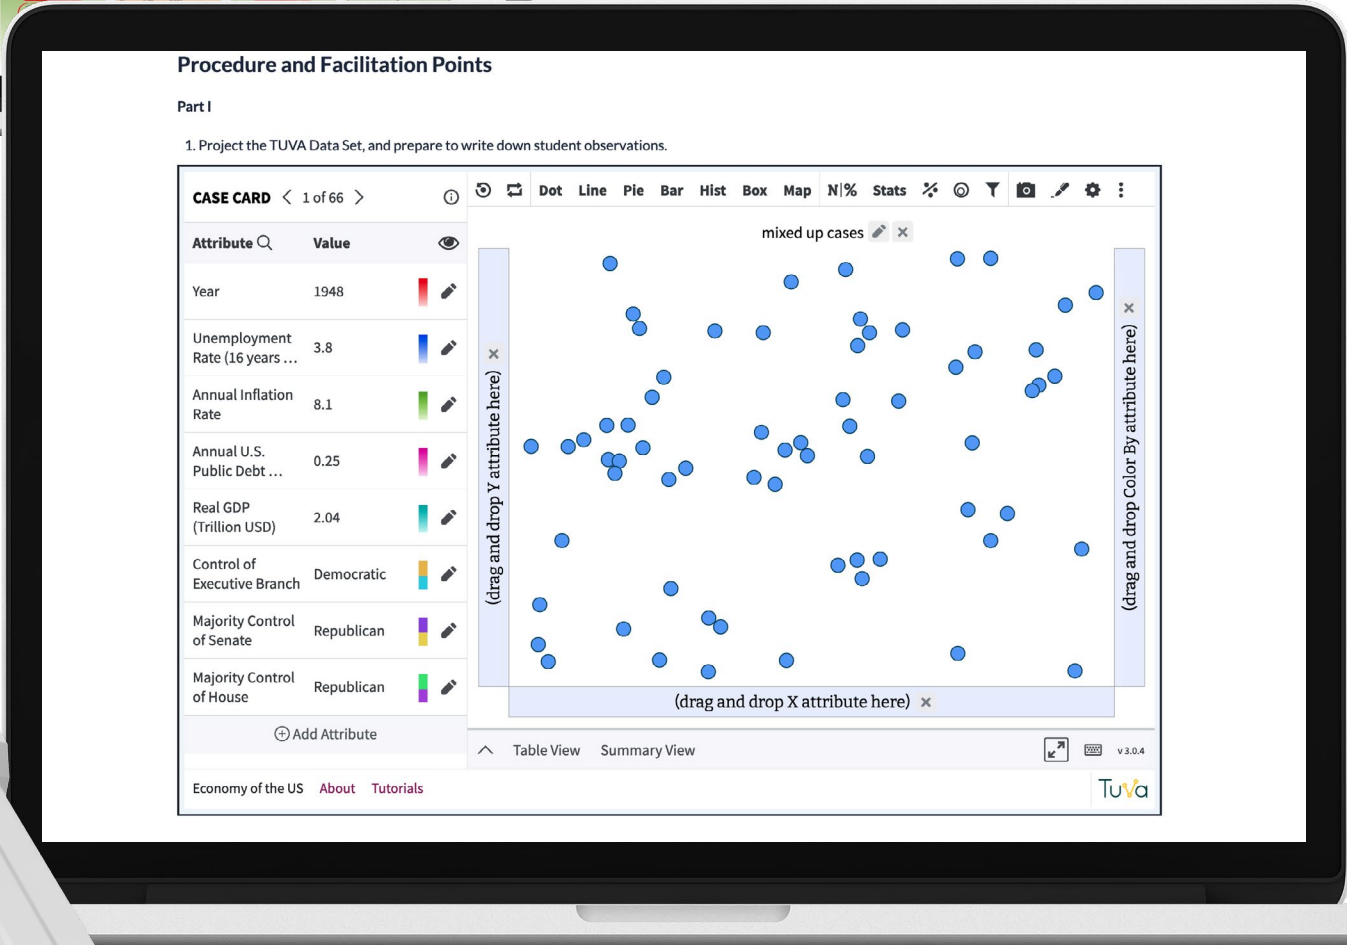 Procedure and Facilitation Points
Part I
1. Project the TUVA Data Set, and prepare to write down student observations.
CASE CARD 1 of 66
Dot Line Pie Bar Hist Box Map N|% Stats
Attribute Value
mixed up cases
Year 1948
Unemployment
Rate (16 years ... 3.8
Annual Inflation
Rate 8.1
Annual U.S.
Public Debt ... 0.25
Real GDP
(Trillion USD) 2.04
Control of
Executive Branch Democratic
Majority Control
of Senate Republican
Majority Control
of House Republican
Add Attribute
(drag and drop Y attribute here)
(drag and drop Color By attribute here)
(drag and drop X attribute here)
Table View Summary View
v 3.0.4
Economy of the US About Tutorials
Tuva